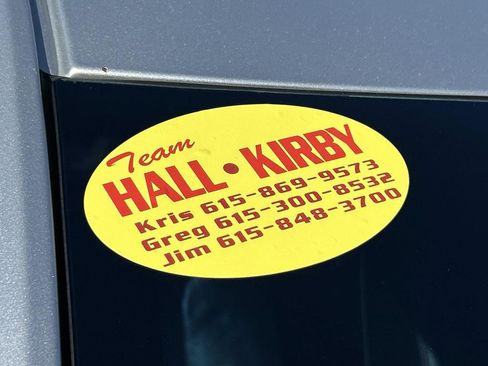 Team
HALL • KIRBY
Kris 615-869-9573
Greg 615-300-8532
Jim 615-848-3700